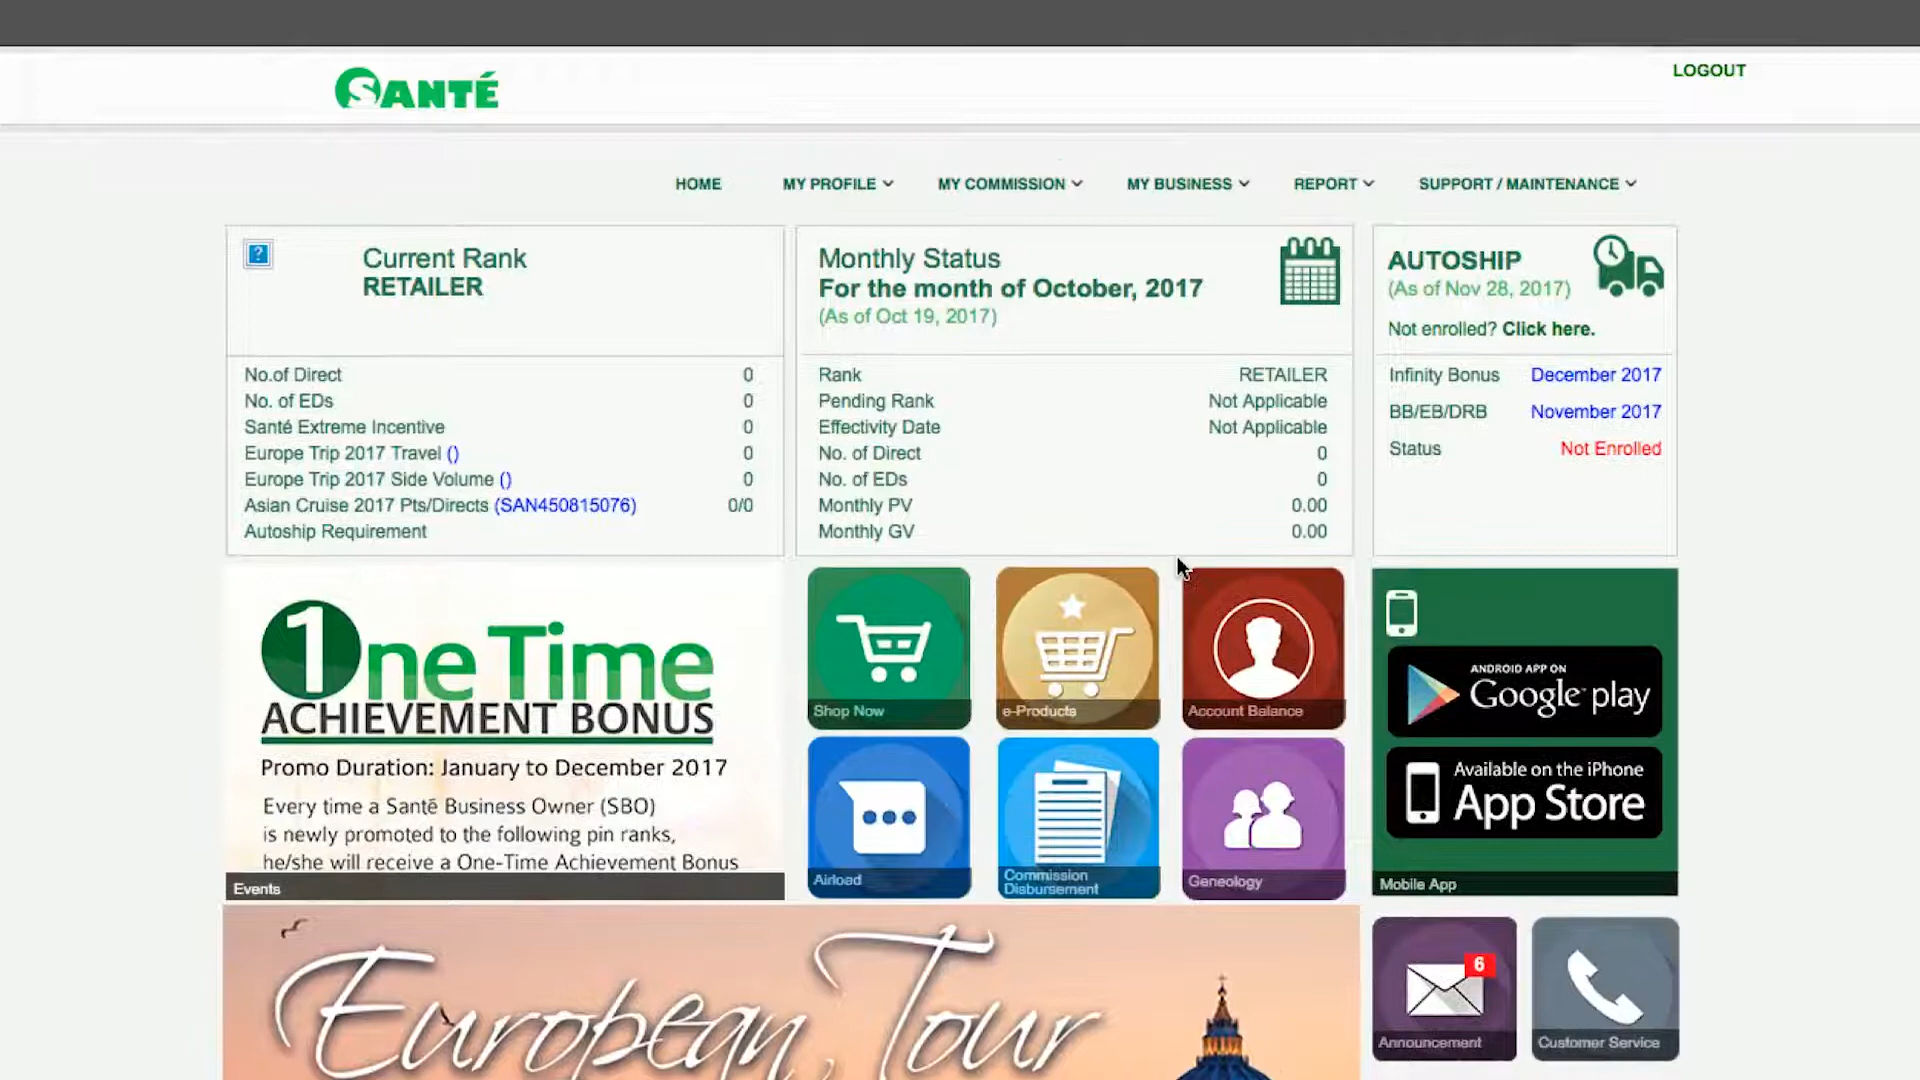 SANTÉ
LOGOUT
HOME
MY PROFILE
MY COMMISSION
MY BUSINESS
REPORT
SUPPORT / MAINTENANCE
?
Current Rank
RETAILER
No.of Direct 0
No. of EDs 0
Santé Extreme Incentive 0
Europe Trip 2017 Travel () 0
Europe Trip 2017 Side Volume () 0
Asian Cruise 2017 Pts/Directs (SAN450815076) 0/0
Autoship Requirement
Monthly Status
For the month of October, 2017
(As of Oct 19, 2017)
Rank RETAILER
Pending Rank Not Applicable
Effectivity Date Not Applicable
No. of Direct 0
No. of EDs 0
Monthly PV 0.00
Monthly GV 0.00
AUTOSHIP
(As of Nov 28, 2017)
Not enrolled? Click here.
Infinity Bonus December 2017
BB/EB/DRB November 2017
Status Not Enrolled
1ne Time
ACHIEVEMENT BONUS
Promo Duration: January to December 2017
Every time a Santé Business Owner (SBO)
is newly promoted to the following pin ranks,
he/she will receive a One-Time Achievement Bonus
Events
Shop Now
e-Products
Account Balance
Airload
Commission
Disbursement
Geneology
ANDROID APP ON
Google play
Available on the iPhone
App Store
Mobile App
European Tour
6
Announcement
Customer Service